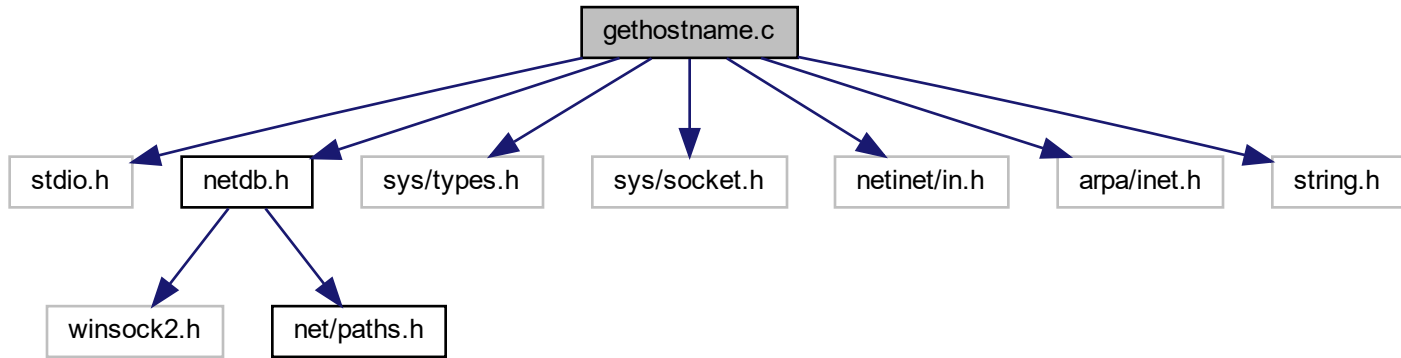 gethostname.c
stdio.h
netdb.h
sys/types.h
sys/socket.h
netinet/in.h
arpa/inet.h
string.h
winsock2.h
net/paths.h